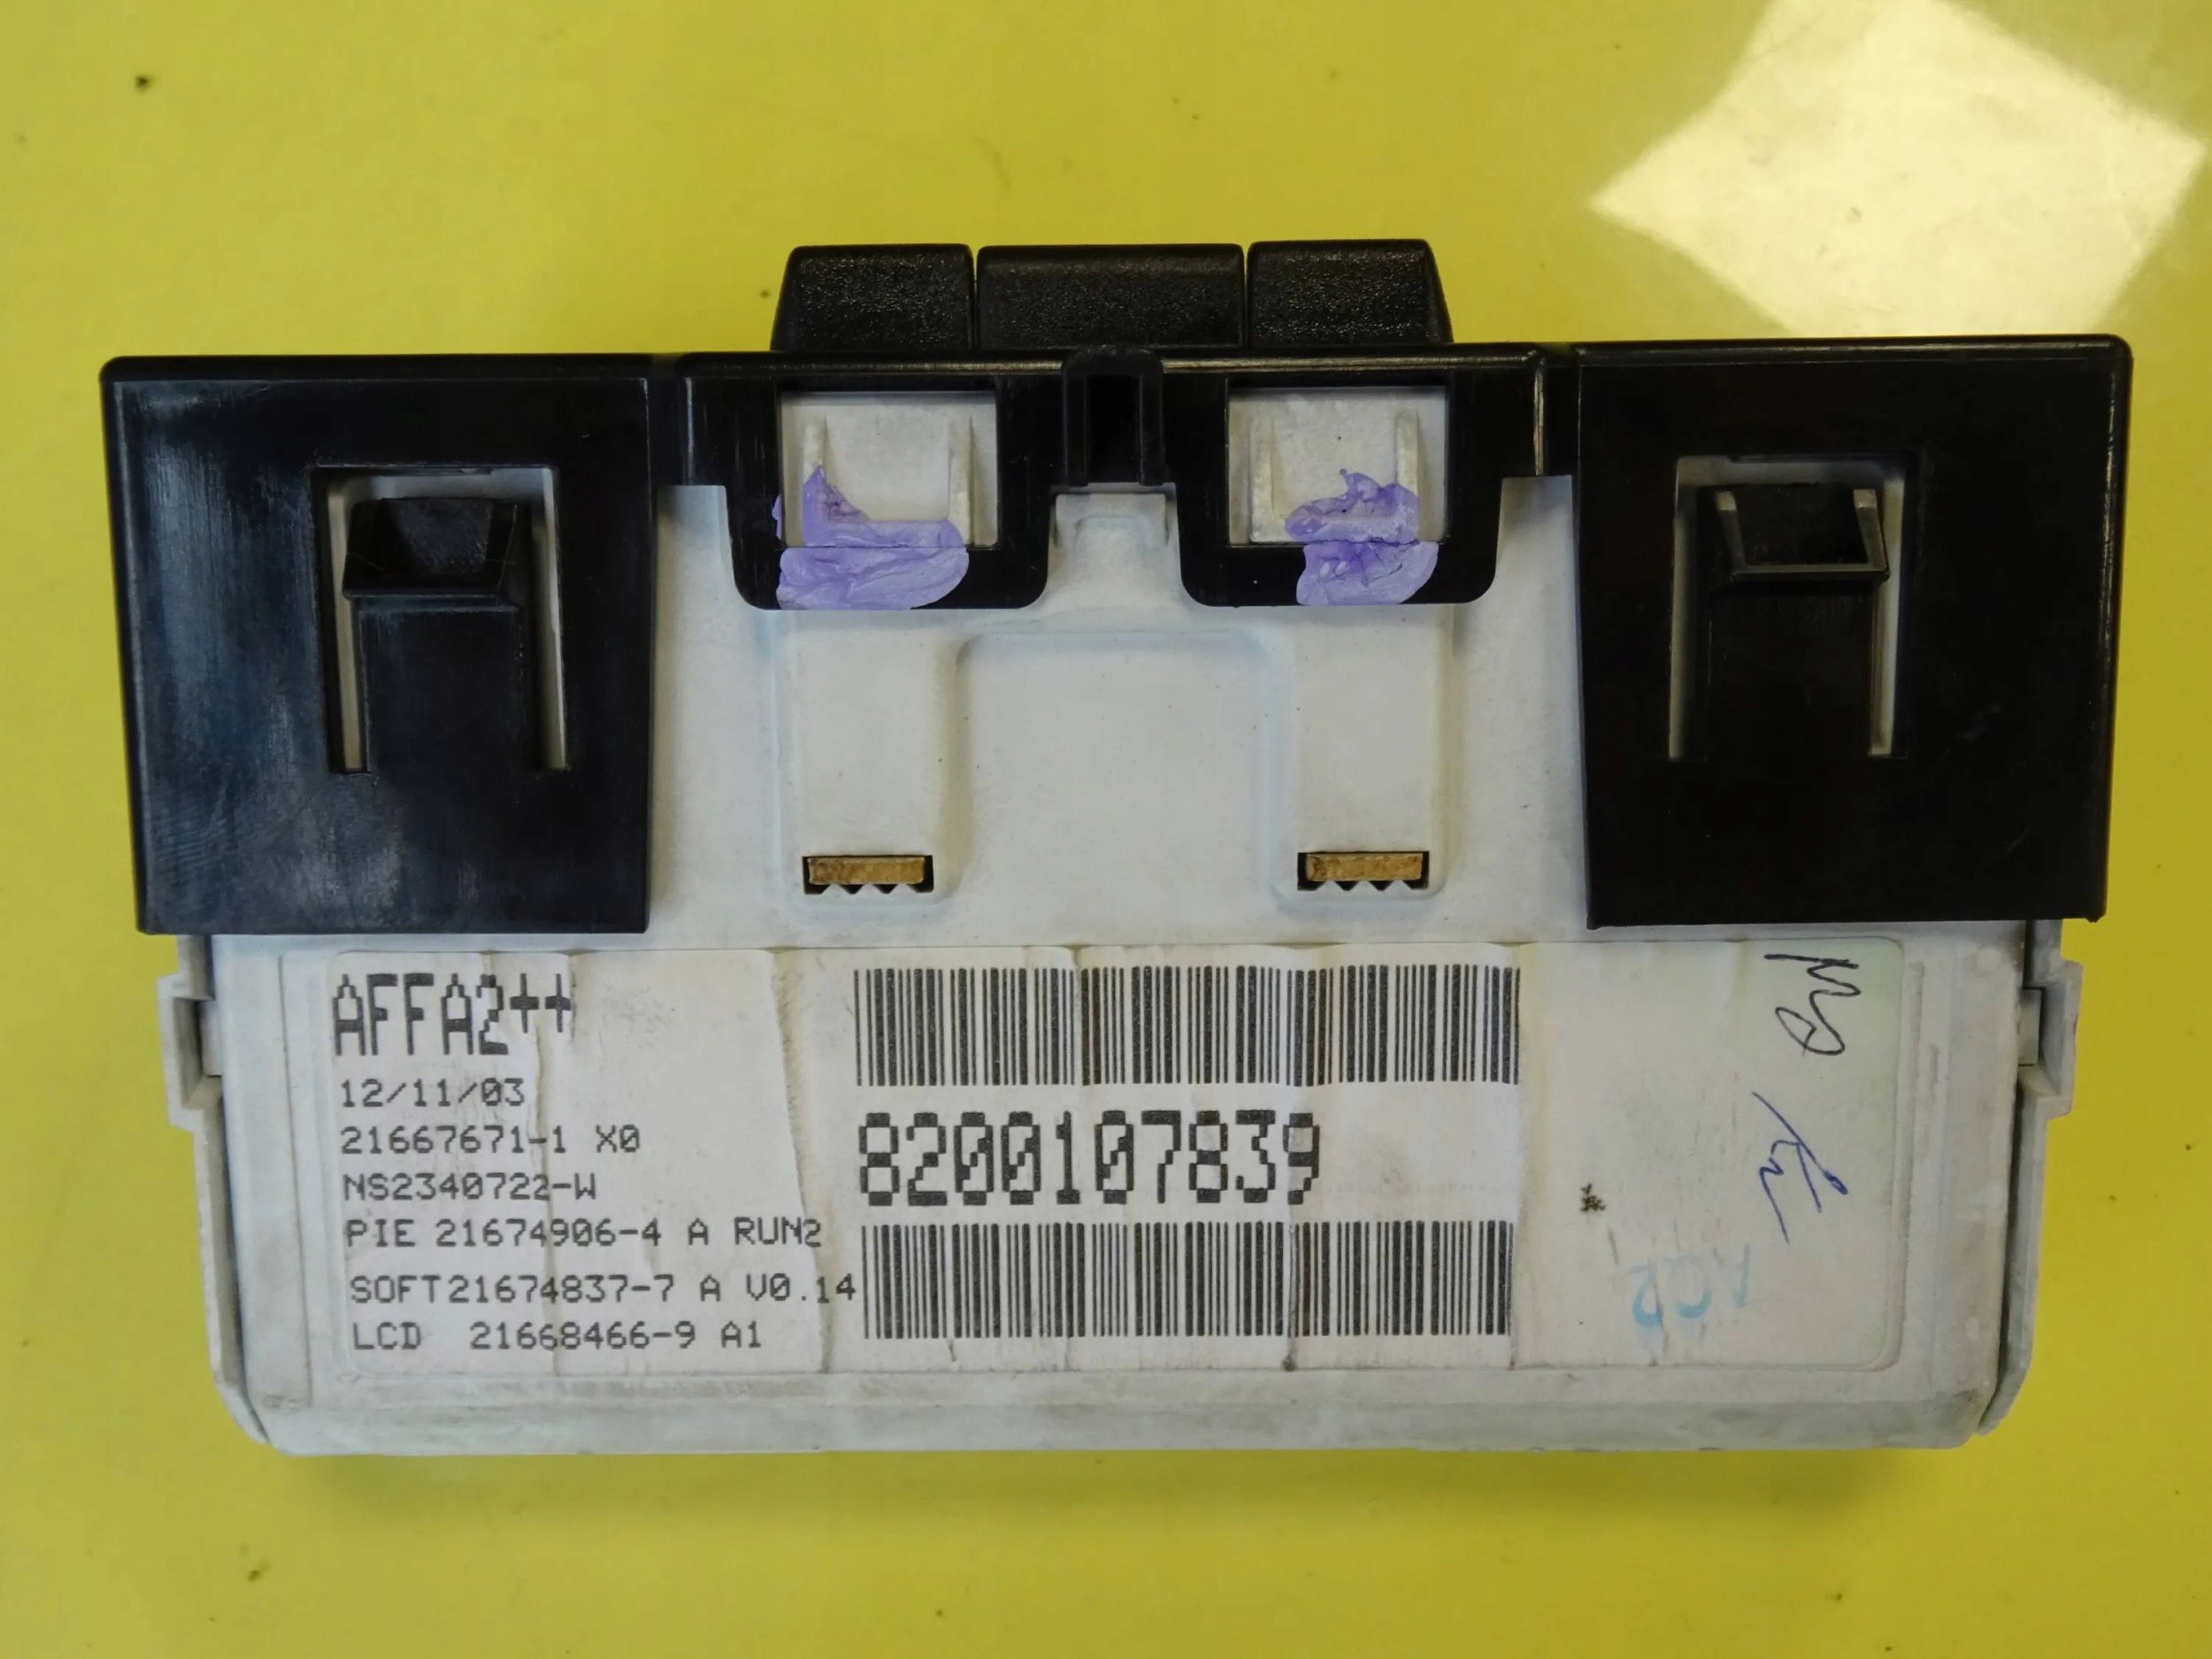 AFFA2++
12/11/03
21667671-1 X0
NS2340722-W
PIE 21674906-4 A RUN2
SOFT21674837-7 A V0.14
LCD 21668466-9 A1
8200107839